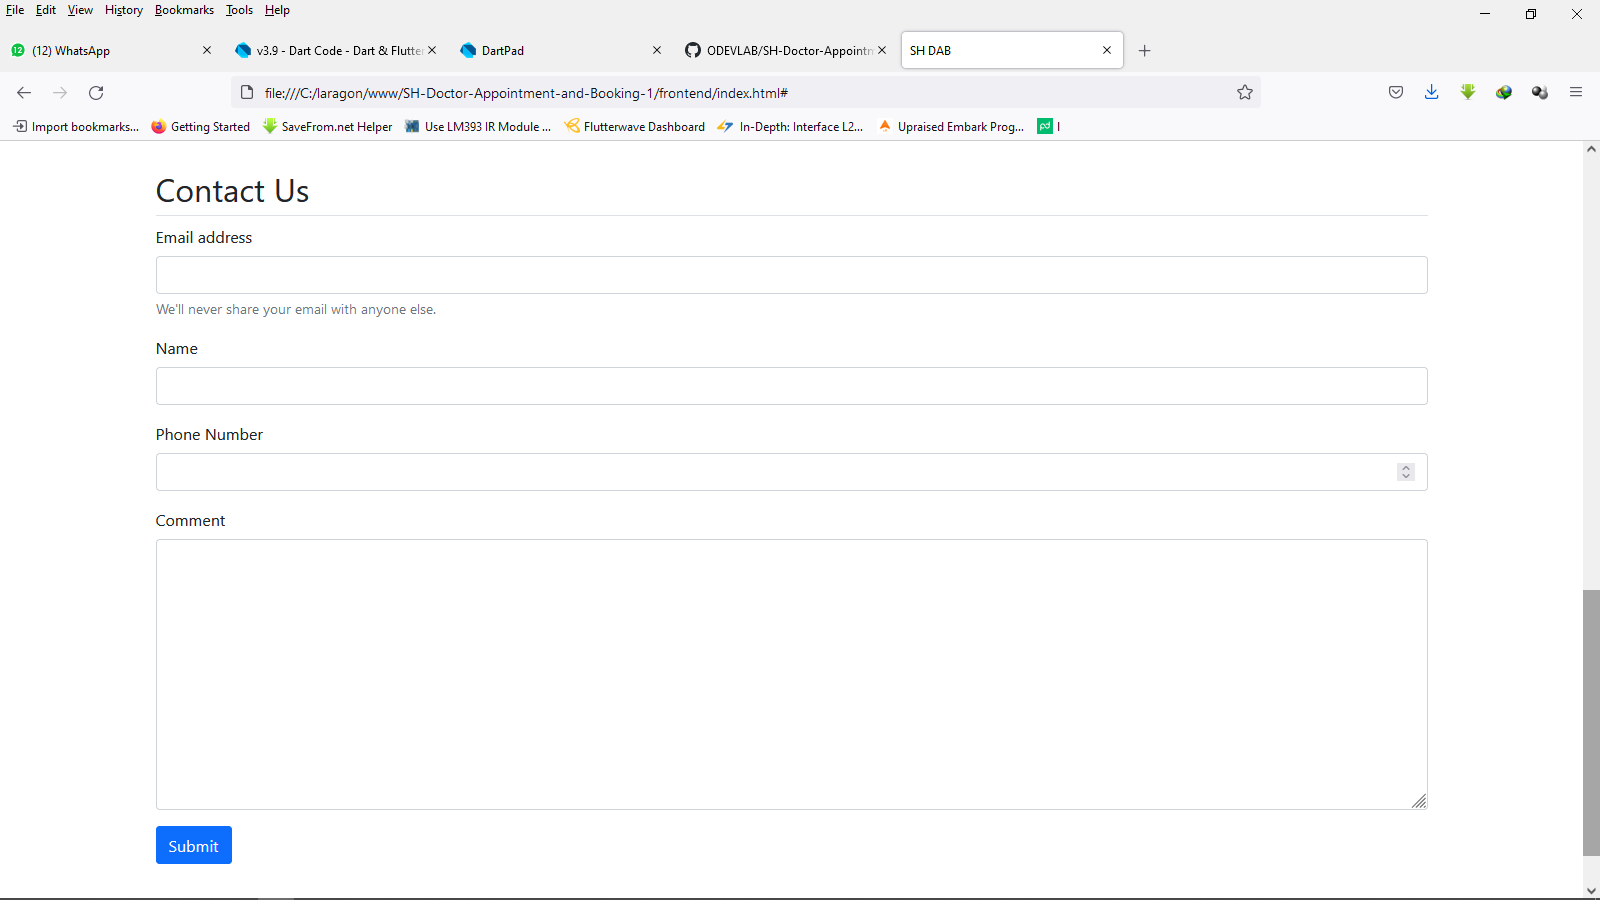 File Edit View History Bookmarks Tools Help
(12) WhatsApp
v3.9 - Dart Code - Dart & Flutter
DartPad
ODEVLAB/SH-Doctor-Appointm
SH DAB
file:///C:/laragon/www/SH-Doctor-Appointment-and-Booking-1/frontend/index.html#
Import bookmarks... Getting Started SaveFrom.net Helper Use LM393 IR Module ... Flutterwave Dashboard In-Depth: Interface L2... Upraised Embark Prog... pd I
Contact Us
Email address
We'll never share your email with anyone else.
Name
Phone Number
Comment
Submit